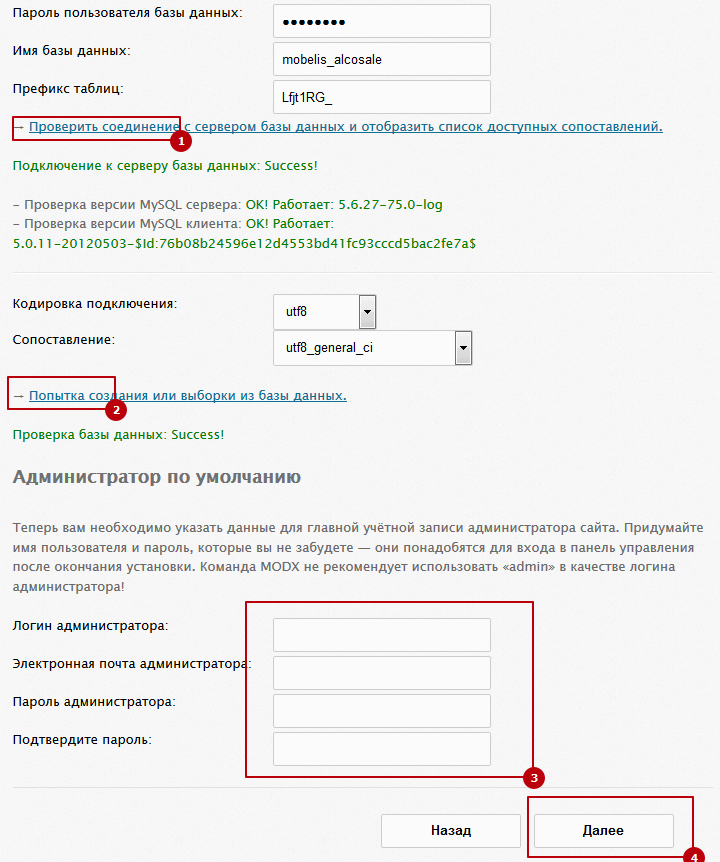 Пароль пользователя базы данных:
••••••••
Имя базы данных:
mobelis_alcosale
Префикс таблиц:
Lfjt1RG_
→ Проверить соединение с сервером базы данных и отобразить список доступных сопоставлений.
1
Подключение к серверу базы данных: Success!
– Проверка версии MySQL сервера: OK! Работает: 5.6.27-75.0-log
– Проверка версии MySQL клиента: OK! Работает:
5.0.11-20120503-$Id:76b08b24596e12d4553bd41fc93cccd5bac2fe7a$
Кодировка подключения:
utf8
Сопоставление:
utf8_general_ci
→ Попытка создания или выборки из базы данных.
2
Проверка базы данных: Success!
Администратор по умолчанию
Теперь вам необходимо указать данные для главной учётной записи администратора сайта. Придумайте
имя пользователя и пароль, которые вы не забудете — они понадобятся для входа в панель управления
после окончания установки. Команда MODX не рекомендует использовать «admin» в качестве логина
администратора!
Логин администратора:
Электронная почта администратора:
Пароль администратора:
Подтвердите пароль:
3
Назад
Далее
4